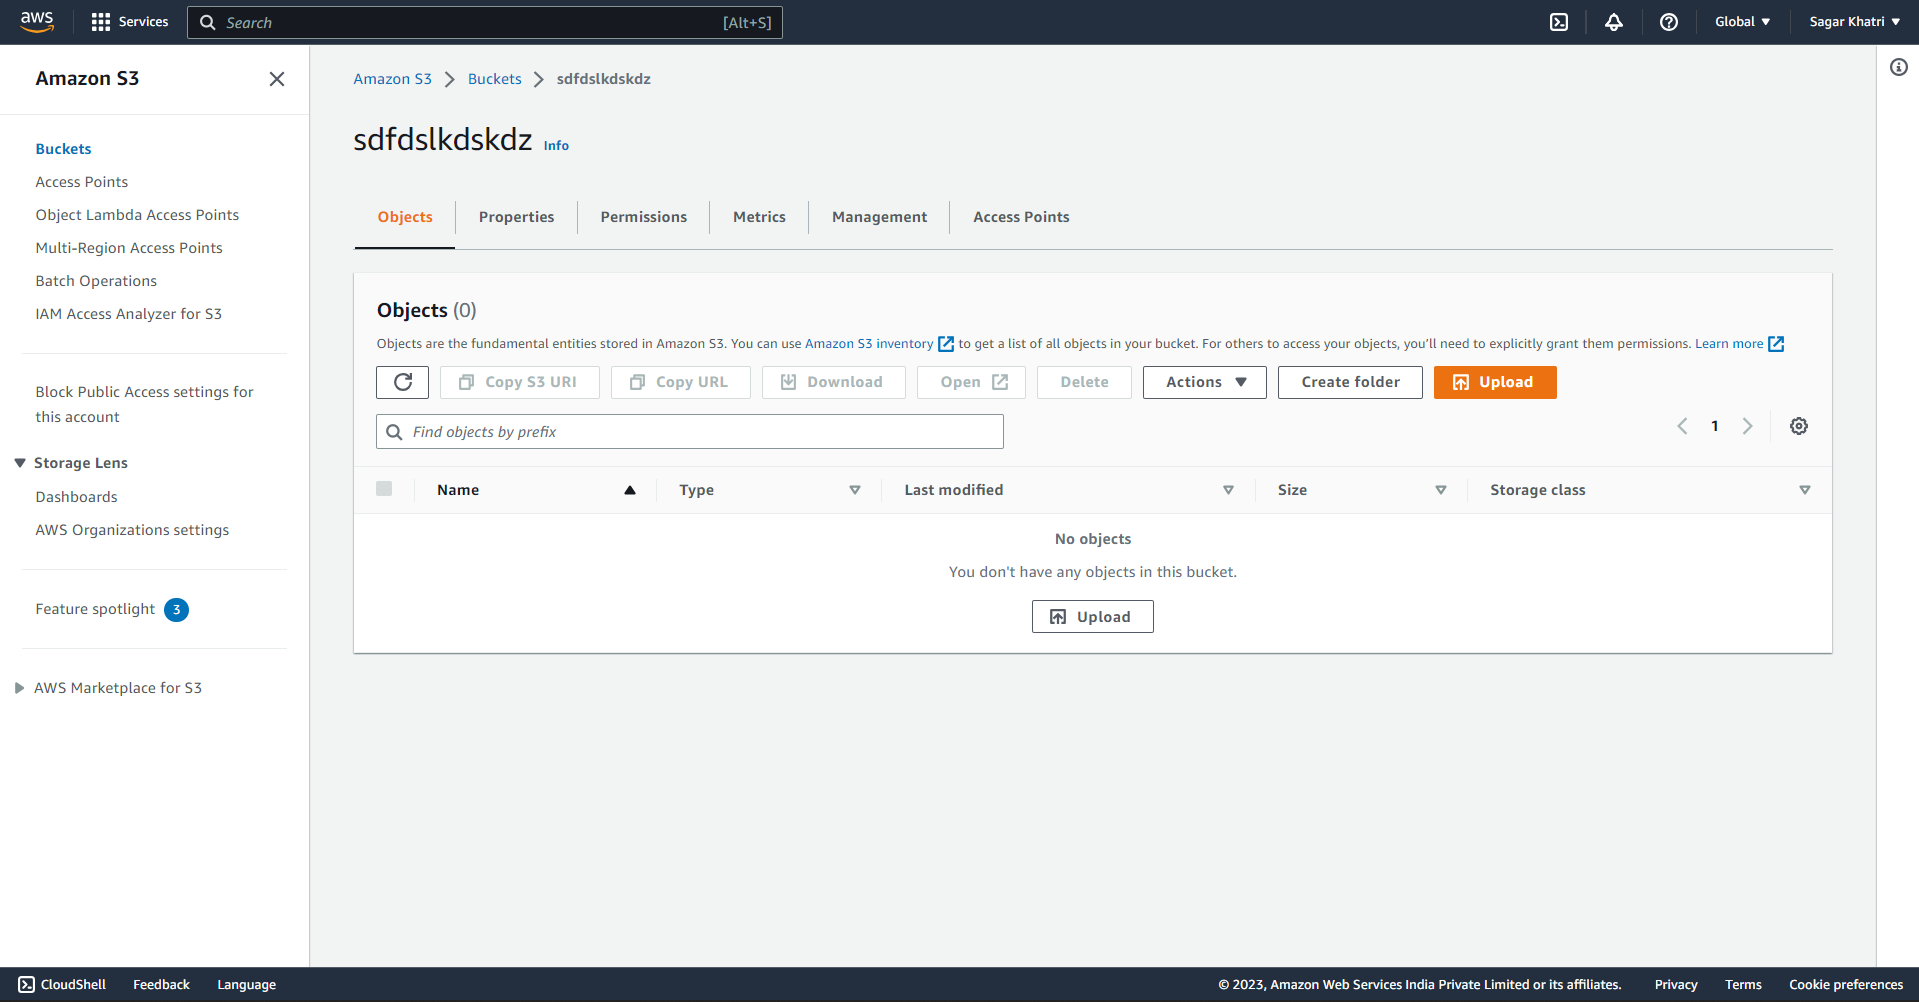 aws Services Search [Alt+S] Global Sagar Khatri
Amazon S3
Buckets
Access Points
Object Lambda Access Points
Multi-Region Access Points
Batch Operations
IAM Access Analyzer for S3
Block Public Access settings for
this account
Storage Lens
Dashboards
AWS Organizations settings
Feature spotlight 3
AWS Marketplace for S3
Amazon S3 Buckets sdfdslkdskdz
sdfdslkdskdz Info
Objects Properties Permissions Metrics Management Access Points
Objects (0)
Objects are the fundamental entities stored in Amazon S3. You can use Amazon S3 inventory to get a list of all objects in your bucket. For others to access your objects, you’ll need to explicitly grant them permissions. Learn more
Copy S3 URI Copy URL Download Open Delete Actions Create folder Upload
Find objects by prefix 1
Name Type Last modified Size Storage class
No objects
You don't have any objects in this bucket.
Upload
CloudShell Feedback Language © 2023, Amazon Web Services India Private Limited or its affiliates. Privacy Terms Cookie preferences